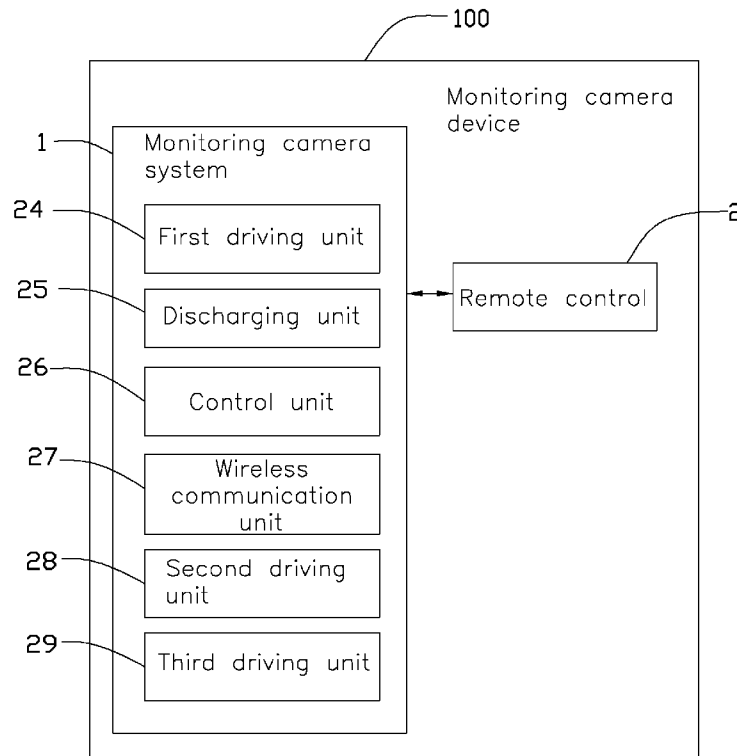 100
Monitoring camera
device
1
Monitoring camera
system
24
First driving unit
2
25
Discharging unit
Remote control
26
Control unit
27
Wireless
communication
unit
28
Second driving
unit
29
Third driving unit